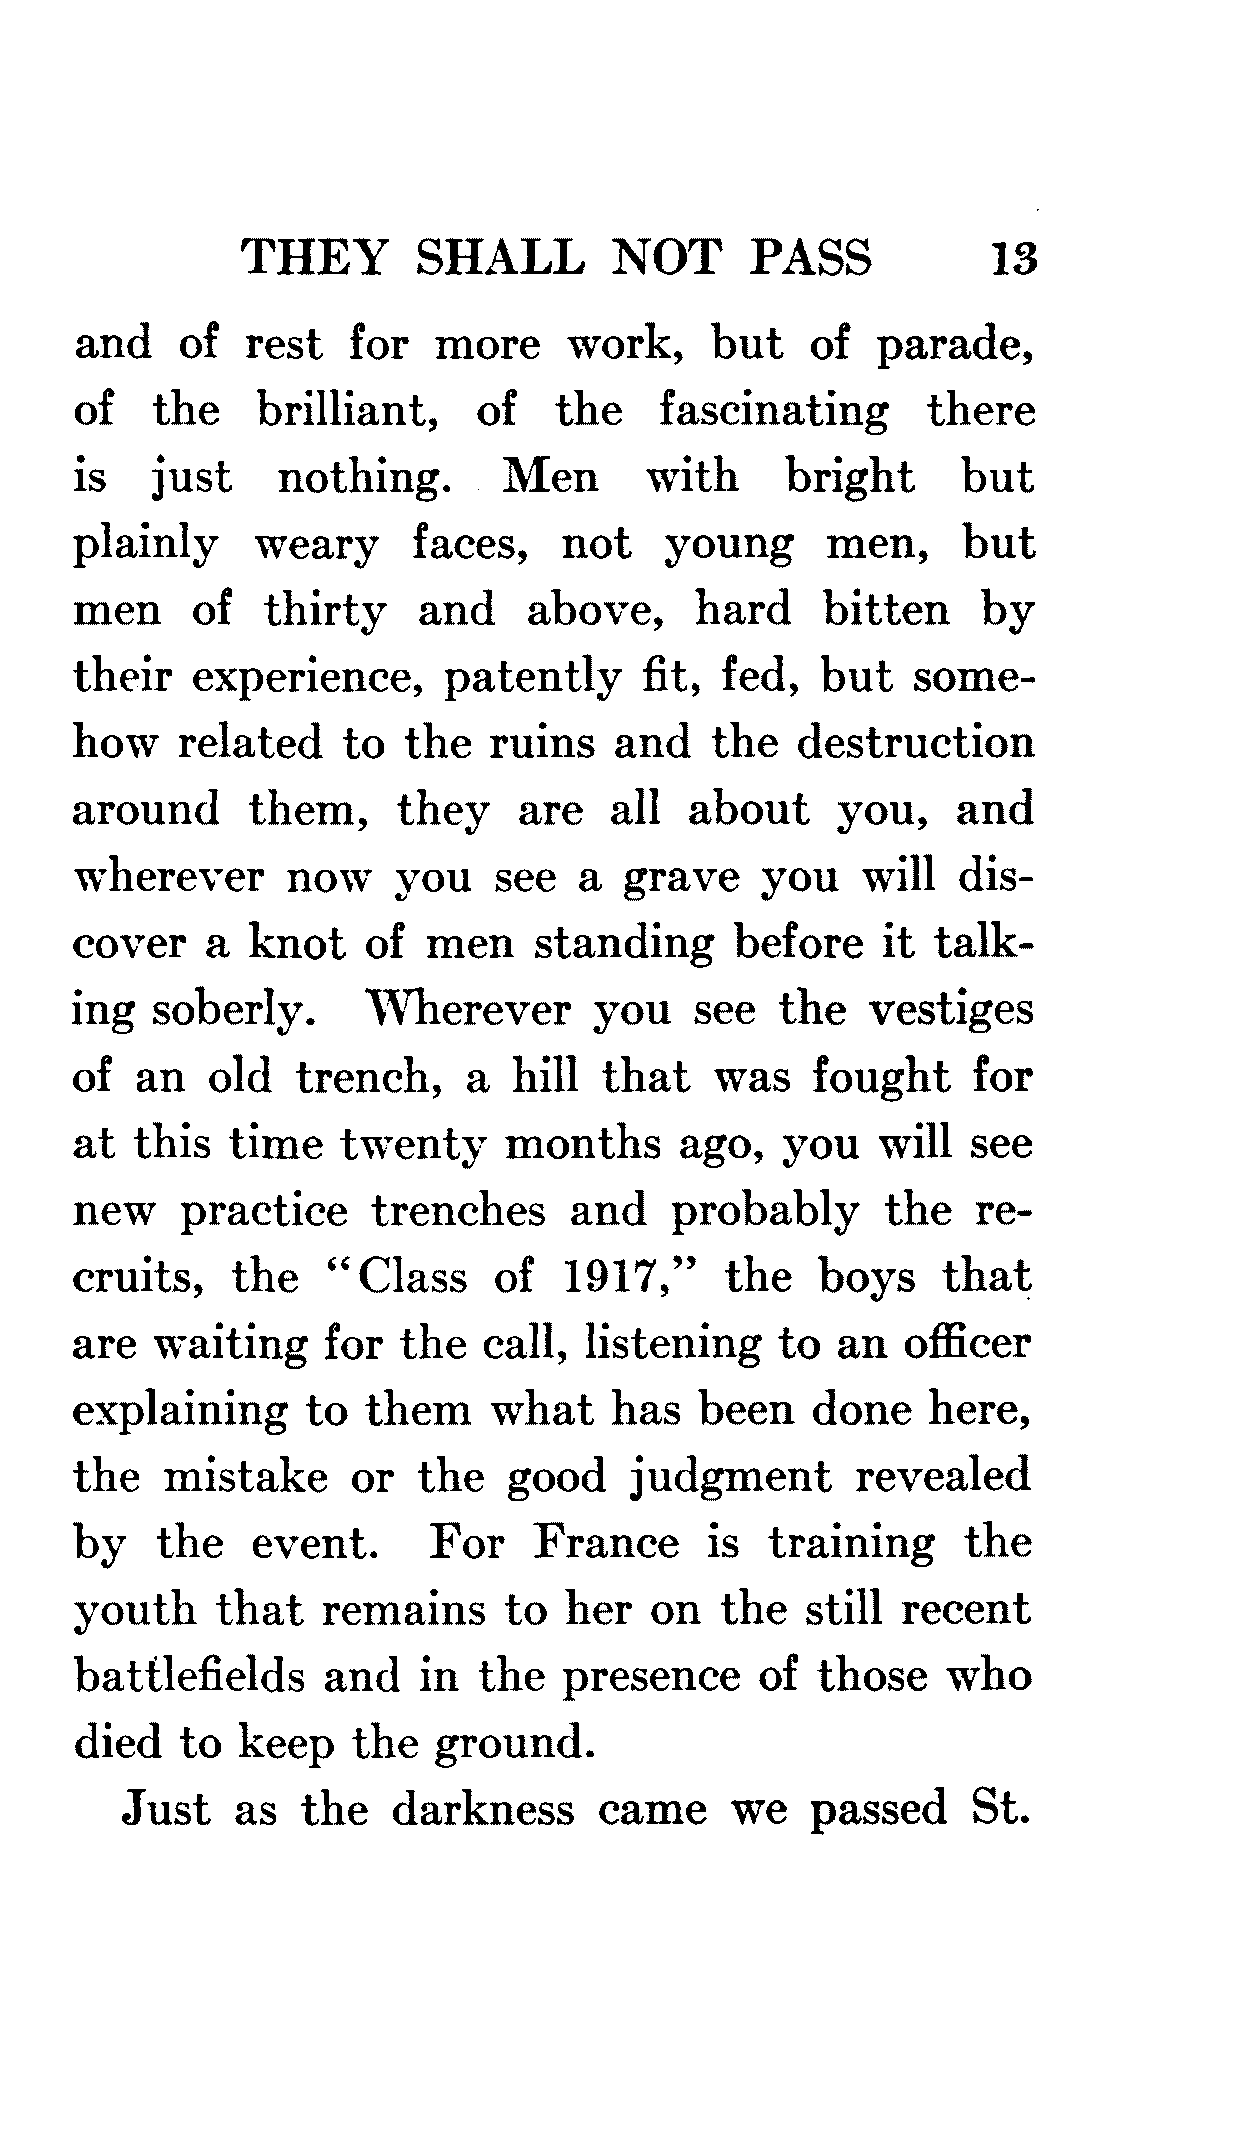 THEY SHALL NOT PASS 13
and of rest for more work, but of parade,
of the brilliant, of the fascinating there
is just nothing. Men with bright but
plainly weary faces, not young men, but
men of thirty and above, hard bitten by
their experience, patently fit, fed, but some-
how related to the ruins and the destruction
around them, they are all about you, and
wherever now you see a grave you will dis-
cover a knot of men standing before it talk-
ing soberly. Wherever you see the vestiges
of an old trench, a hill that was fought for
at this time twenty months ago, you will see
new practice trenches and probably the re-
cruits, the "Class of 1917," the boys that
are waiting for the call, listening to an officer
explaining to them what has been done here,
the mistake or the good judgment revealed
by the event. For France is training the
youth that remains to her on the still recent
battlefields and in the presence of those who
died to keep the ground.
Just as the darkness came we passed St.